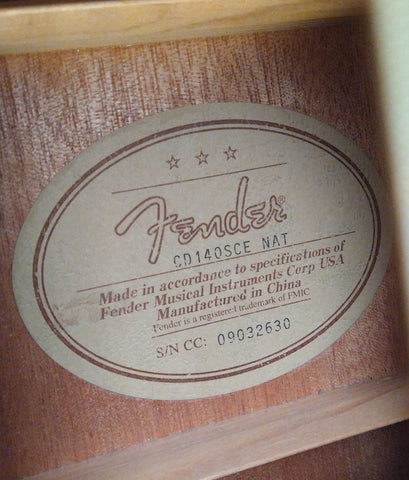 Fender
CD140SCE NAT
Made in accordance to specifications of
Fender Musical Instruments Corp USA
Manufactured in China
Fender is a registered trademark of FMIC
S/N CC: 09032630